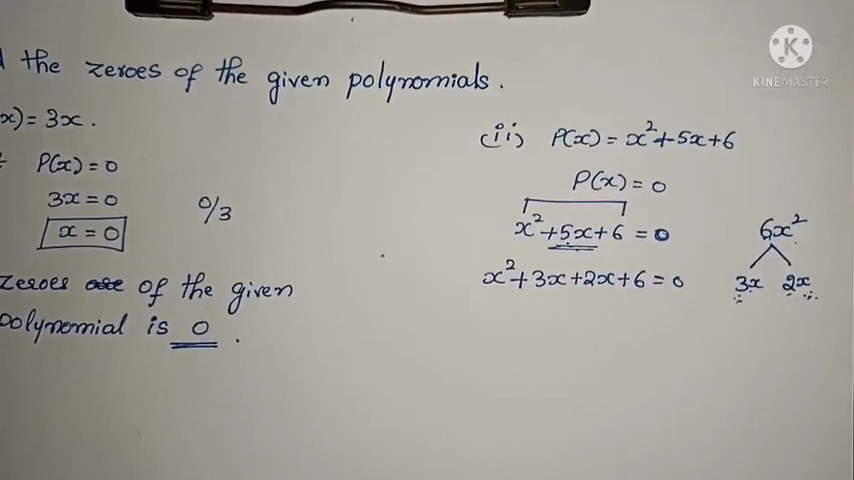 the zeroes of the given polynomials.
x) = 3x.
P(x) = 0
3x = 0
0/3
x = 0
zeroes of the given
polynomial is 0.
(ii) P(x) = x²+5x+6
P(x) = 0
x²+5x+6 = 0
x²+3x+2x+6 = 0
6x²
3x 2x
K
KINEMASTER